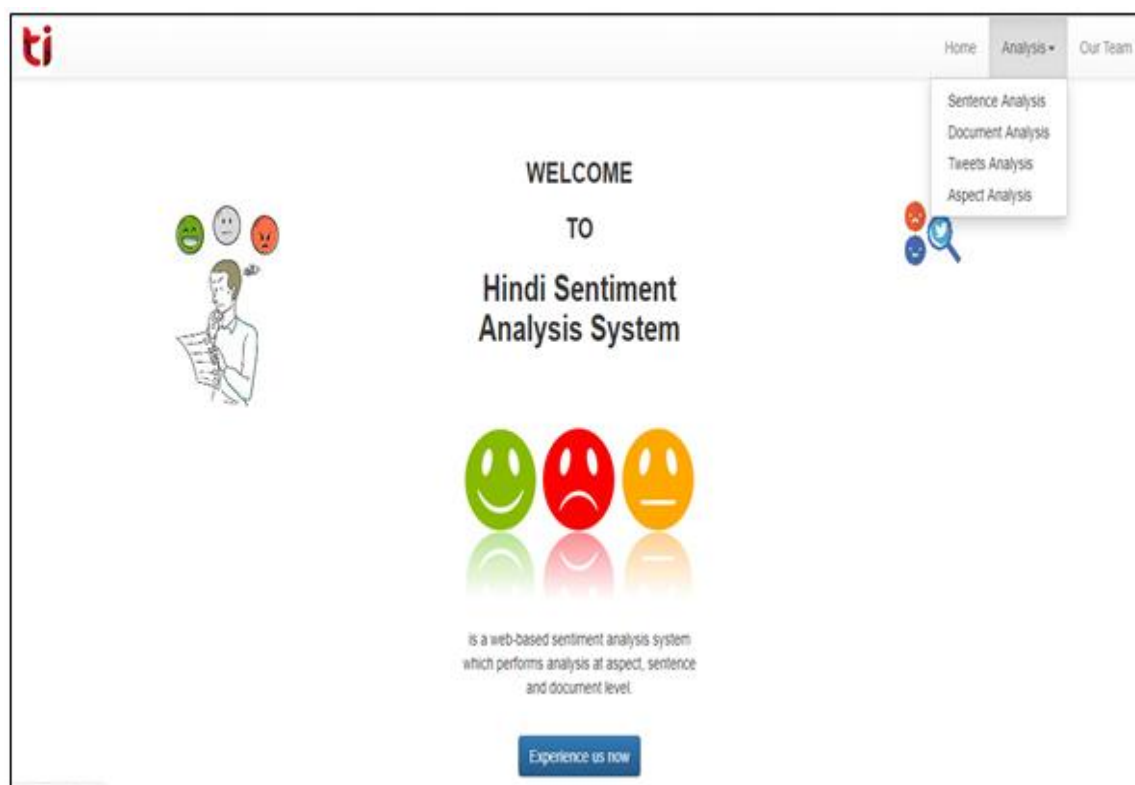 ti
Home Analysis Our Team
Sentence Analysis
Document Analysis
Tweets Analysis
Aspect Analysis
WELCOME
TO
Hindi Sentiment
Analysis System
is a web-based sentiment analysis system
which performs analysis at aspect, sentence
and document level.
Experience us now